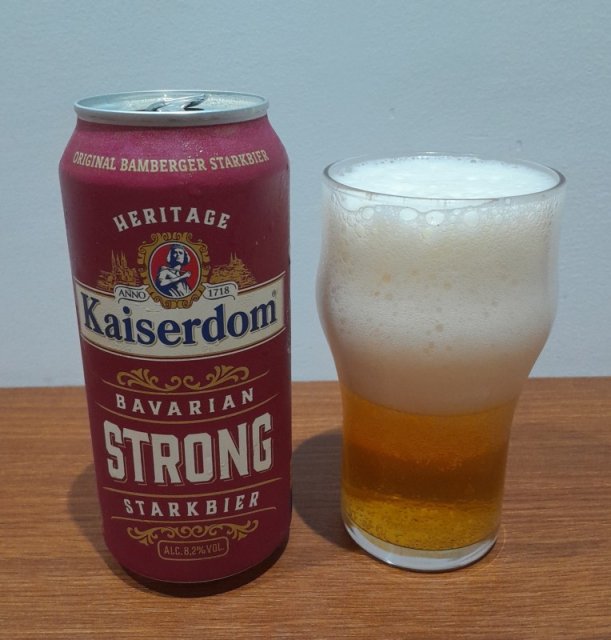 ORIGINAL BAMBERGER STARKBIER
HERITAGE
ANNO 1718
Kaiserdom®
BAVARIAN
STRONG
STARKBIER
ALC. 8,2% VOL.